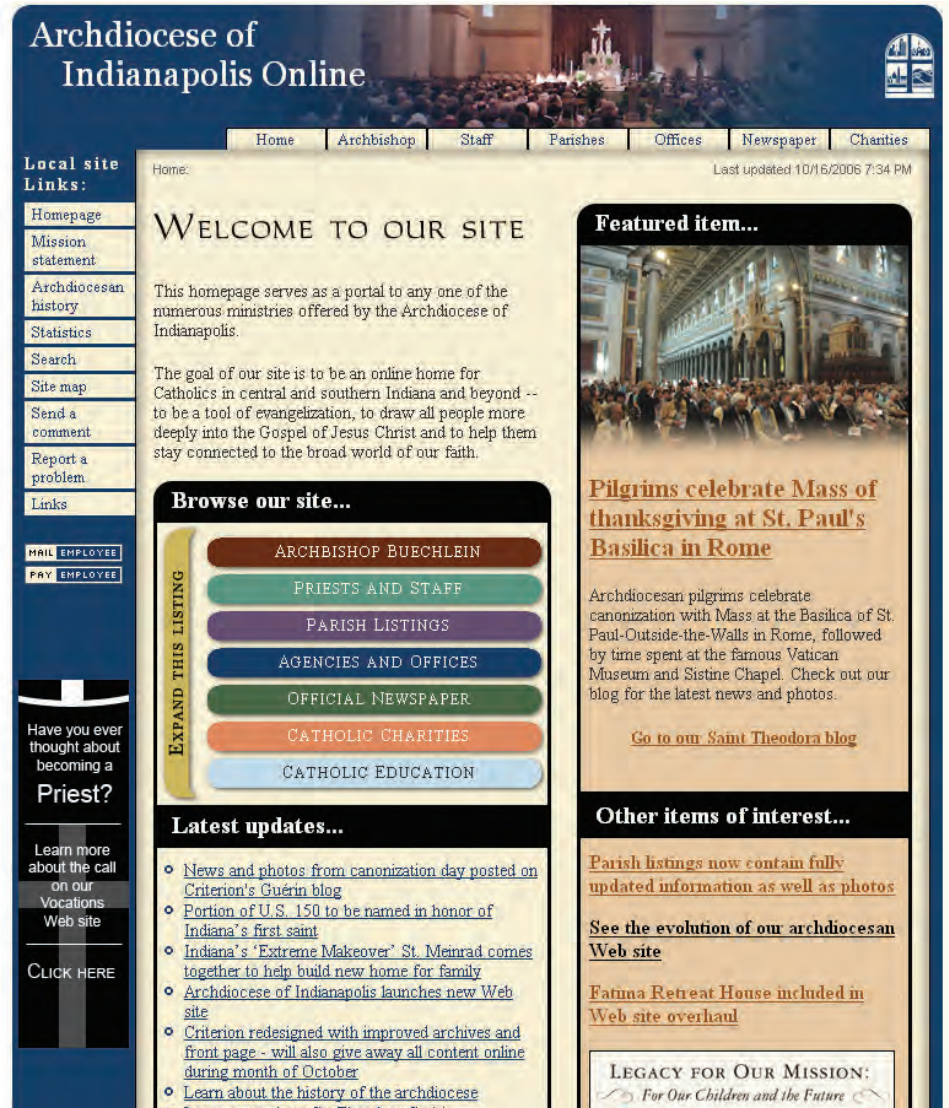 Archdiocese of
Indianapolis Online
Home
Archbishop
Staff
Parishes
Offices
Newspaper
Charities
Local site
Links:
Homepage
Mission
statement
Archdiocesan
history
Statistics
Search
Site map
Send a
comment
Report a
problem
Links
MAIL EMPLOYEE
PAY EMPLOYEE
Have you ever
thought about
becoming a
Priest?
Learn more
about the call
on our
Vocations
Web site
CLICK HERE
Home:
Last updated 10/16/2006 7:34 PM
WELCOME TO OUR SITE
This homepage serves as a portal to any one of the
numerous ministries offered by the Archdiocese of
Indianapolis.
The goal of our site is to be an online home for
Catholics in central and southern Indiana and beyond --
to be a tool of evangelization, to draw all people more
deeply into the Gospel of Jesus Christ and to help them
stay connected to the broad world of our faith.
Browse our site...
EXPAND THIS LISTING
ARCHBISHOP BUECHLEIN
PRIESTS AND STAFF
PARISH LISTINGS
AGENCIES AND OFFICES
OFFICIAL NEWSPAPER
CATHOLIC CHARITIES
CATHOLIC EDUCATION
Latest updates...
News and photos from canonization day posted on
Criterion's Guérin blog
Portion of U.S. 150 to be named in honor of
Indiana's first saint
Indiana's ‘Extreme Makeover’ St. Meinrad comes
together to help build new home for family
Archdiocese of Indianapolis launches new Web
site
Criterion redesigned with improved archives and
front page - will also give away all content online
during month of October
Learn about the history of the archdiocese
Featured item...
Pilgrims celebrate Mass of
thanksgiving at St. Paul's
Basilica in Rome
Archdiocesan pilgrims celebrate
canonization with Mass at the Basilica of St.
Paul-Outside-the-Walls in Rome, followed
by time spent at the famous Vatican
Museum and Sistine Chapel. Check out our
blog for the latest news and photos.
Go to our Saint Theodora blog
Other items of interest...
Parish listings now contain fully
updated information as well as photos
See the evolution of our archdiocesan
Web site
Fatima Retreat House included in
Web site overhaul
LEGACY FOR OUR MISSION:
For Our Children and the Future